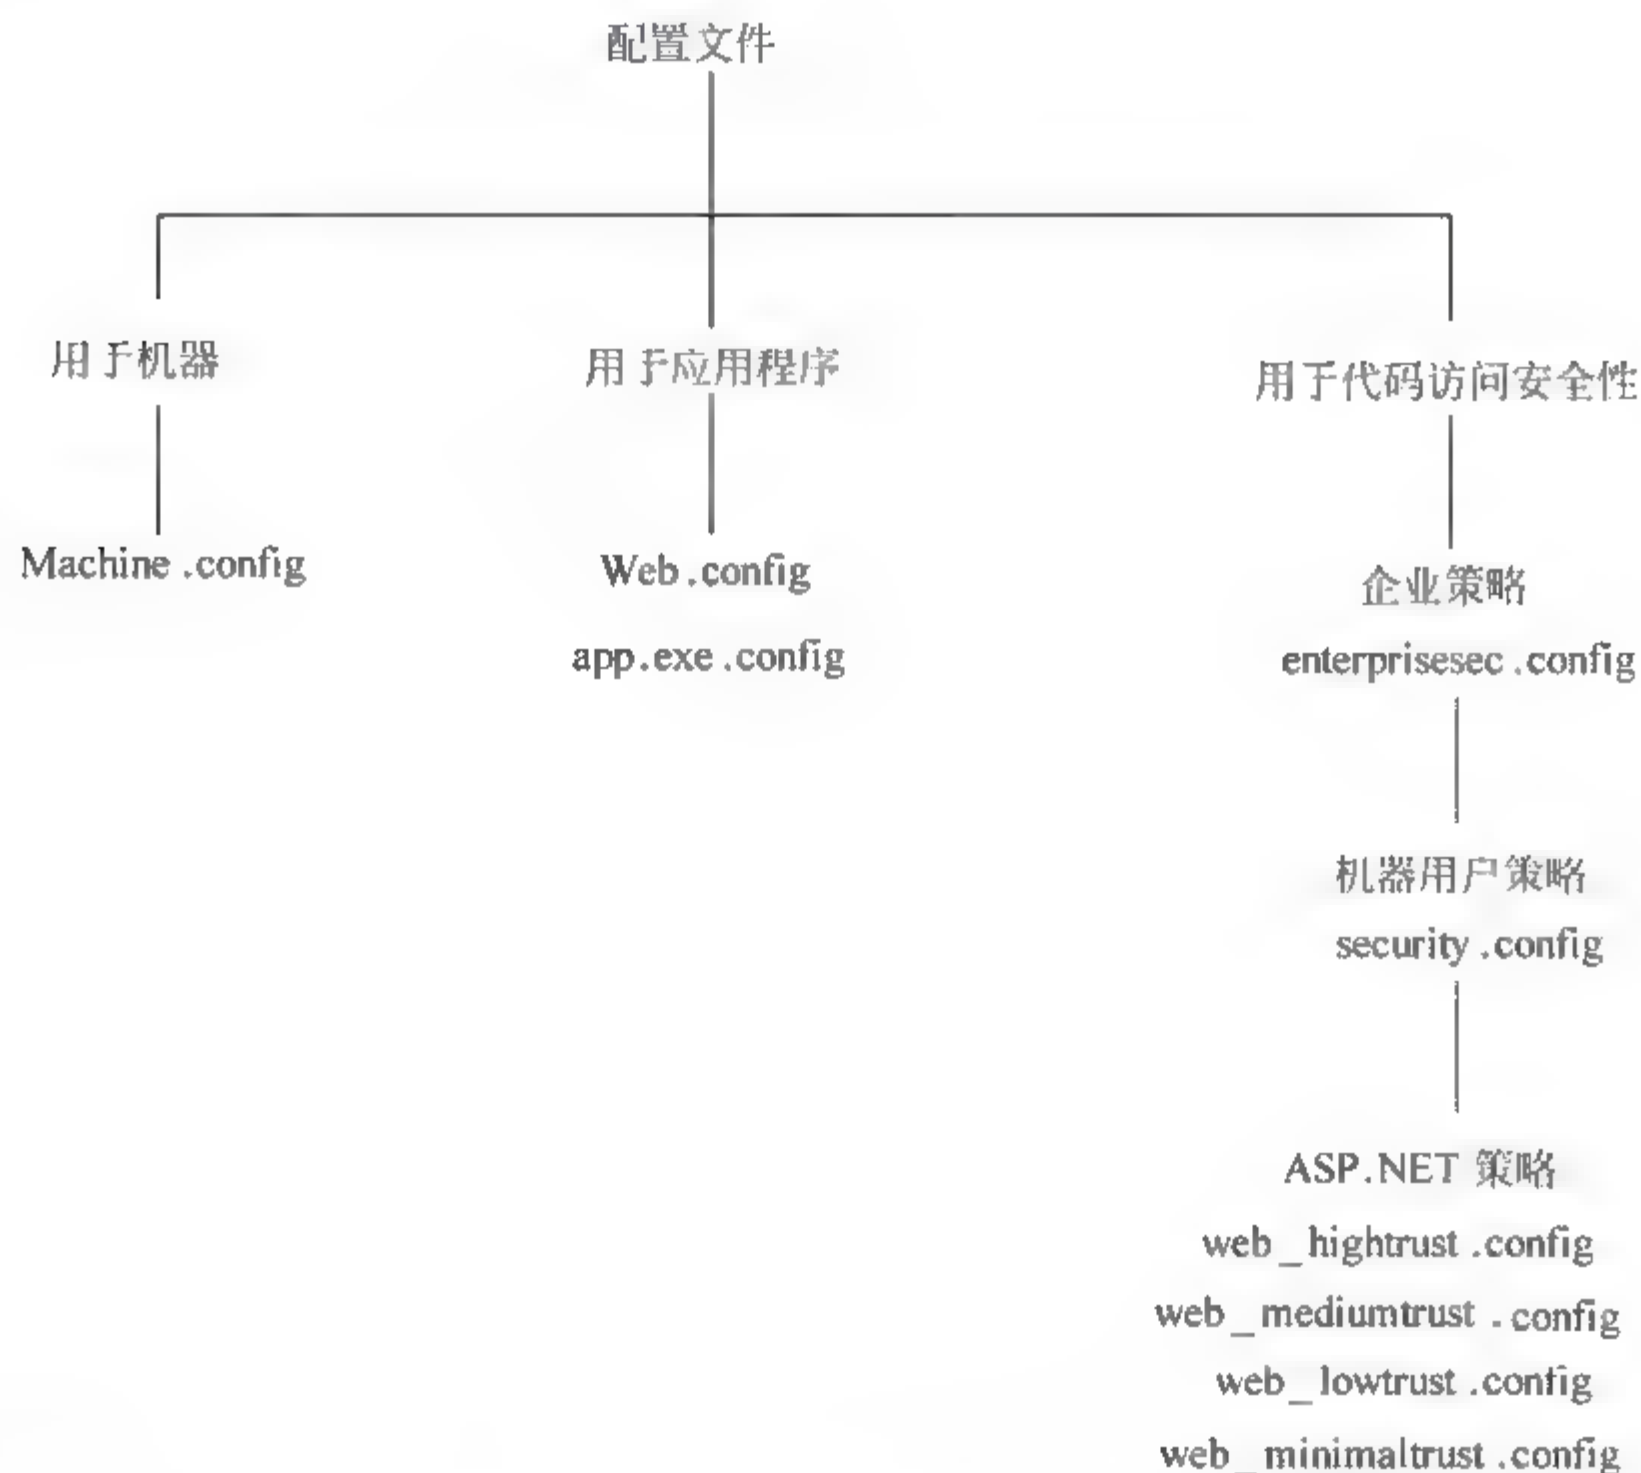 配置文件
用于机器
用于应用程序
用于代码访问安全性
Machine.config
Web.config
app.exe.config
企业策略
enterprisesec.config
机器用户策略
security.config
ASP.NET 策略
web_hightrust.config
web_mediumtrust.config
web_lowtrust.config
web_minimaltrust.config